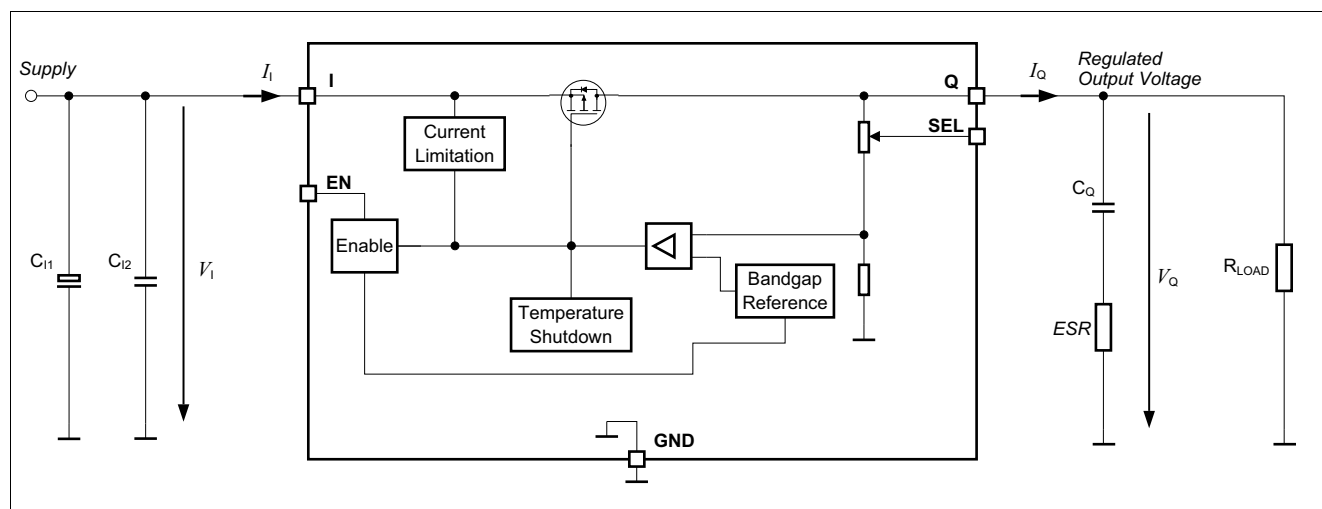 Supply
I_I
I
Q
I_Q
Regulated
Output Voltage
Current
Limitation
SEL
EN
C_Q
Enable
C_I1
C_I2
V_I
Bandgap
Reference
V_Q
R_LOAD
Temperature
Shutdown
ESR
GND